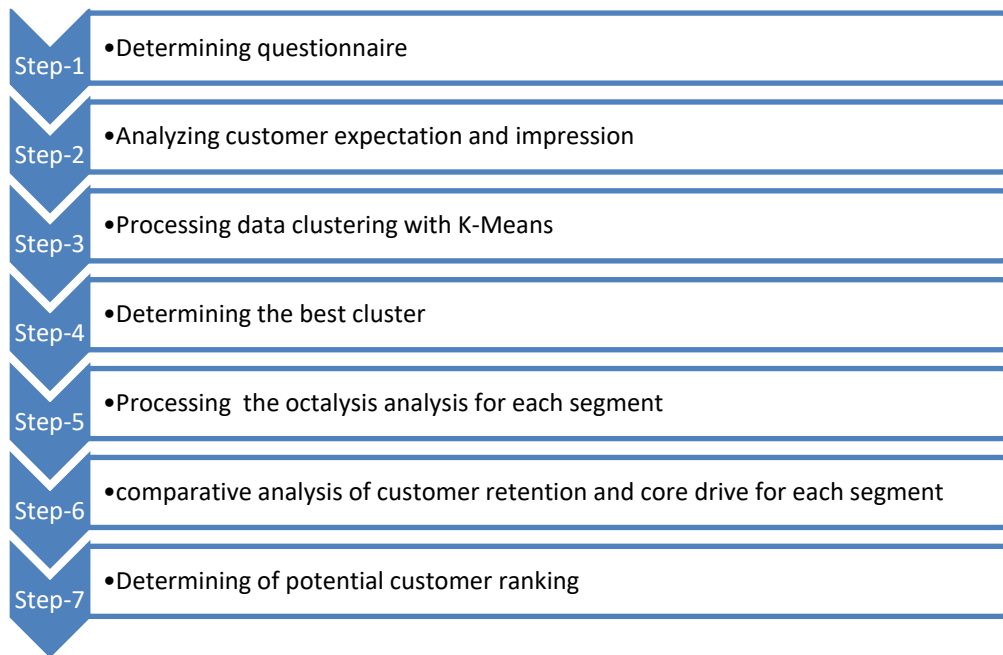 Step-1
•Determining questionnaire
Step-2
•Analyzing customer expectation and impression
Step-3
•Processing data clustering with K-Means
Step-4
•Determining the best cluster
Step-5
•Processing  the octalysis analysis for each segment
Step-6
•comparative analysis of customer retention and core drive for each segment
Step-7
•Determining of potential customer ranking